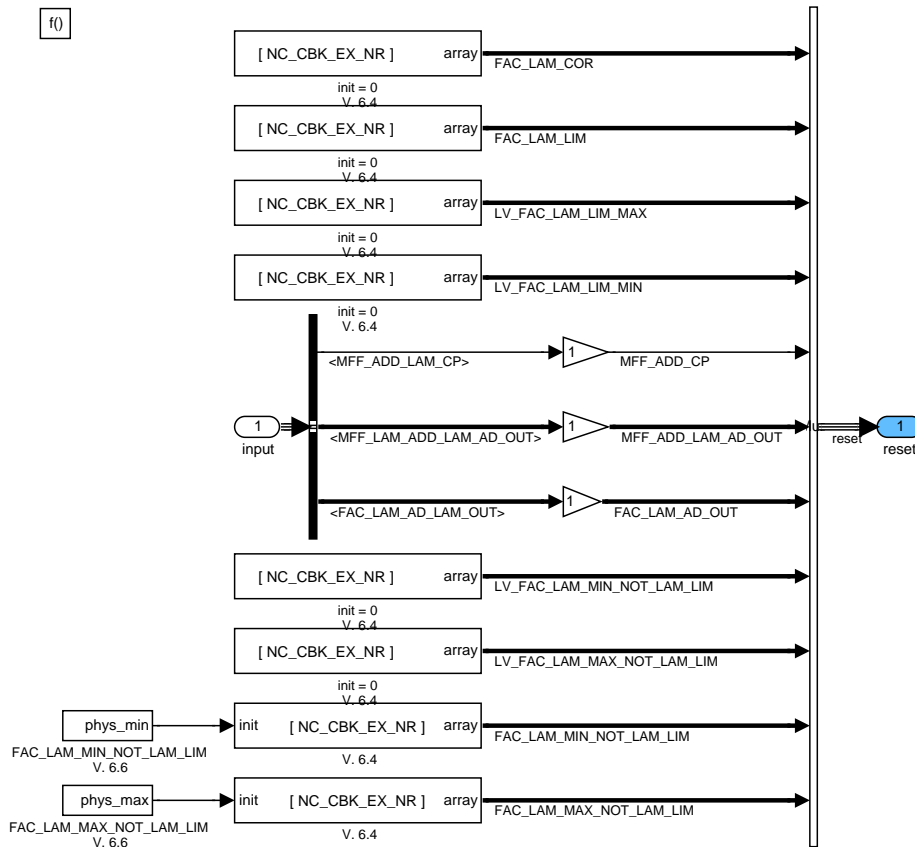 f()
[ NC_CBK_EX_NR ] array
FAC_LAM_COR
init = 0
V. 6.4
[ NC_CBK_EX_NR ] array
FAC_LAM_LIM
init = 0
V. 6.4
[ NC_CBK_EX_NR ] array
LV_FAC_LAM_LIM_MAX
init = 0
V. 6.4
[ NC_CBK_EX_NR ] array
LV_FAC_LAM_LIM_MIN
init = 0
V. 6.4
1
<MFF_ADD_LAM_CP> MFF_ADD_CP
1
input
1
<MFF_LAM_ADD_LAM_AD_OUT> MFF_ADD_LAM_AD_OUT
reset
1
reset
1
<FAC_LAM_AD_LAM_OUT> FAC_LAM_AD_OUT
[ NC_CBK_EX_NR ] array
LV_FAC_LAM_MIN_NOT_LAM_LIM
init = 0
V. 6.4
[ NC_CBK_EX_NR ] array
LV_FAC_LAM_MAX_NOT_LAM_LIM
init = 0
V. 6.4
phys_min
FAC_LAM_MIN_NOT_LAM_LIM
V. 6.6
init [ NC_CBK_EX_NR ] array
FAC_LAM_MIN_NOT_LAM_LIM
V. 6.4
phys_max
FAC_LAM_MAX_NOT_LAM_LIM
V. 6.6
init [ NC_CBK_EX_NR ] array
FAC_LAM_MAX_NOT_LAM_LIM
V. 6.4